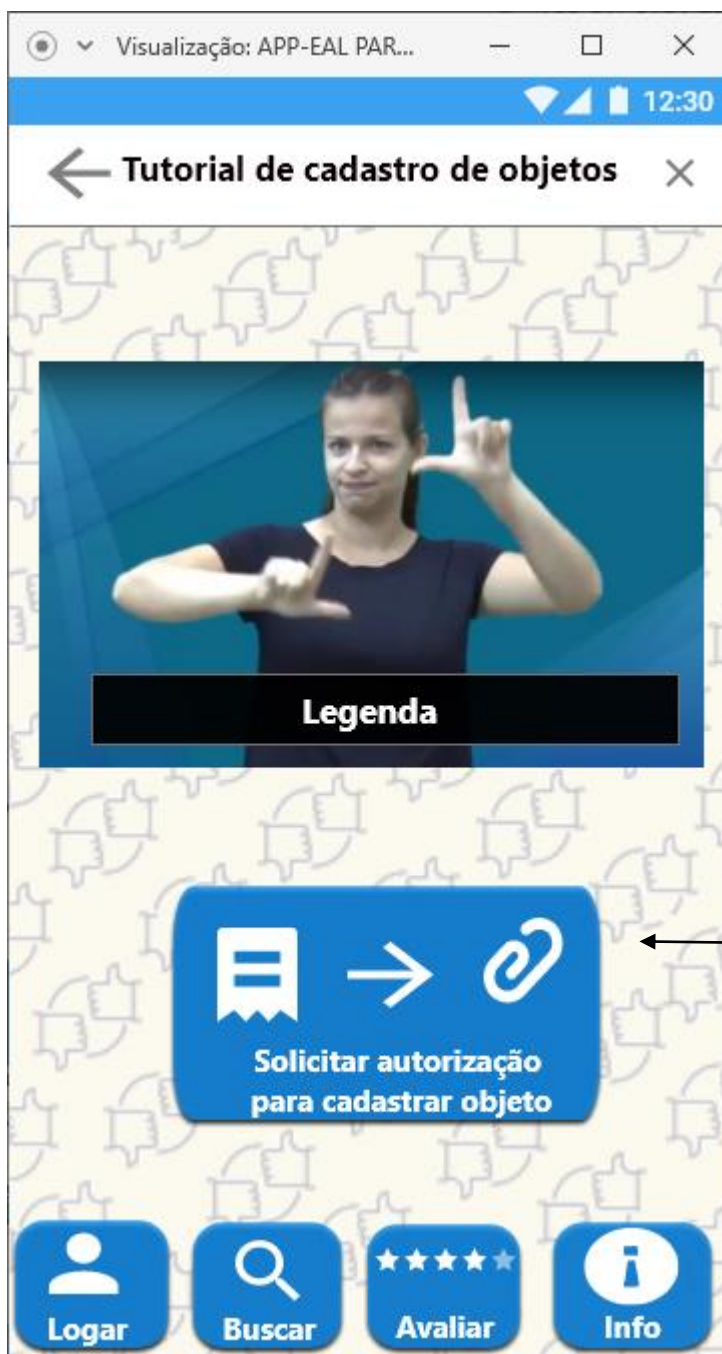 Visualização: APP-EAL PAR...
12:30
Tutorial de cadastro de objetos
Legenda
Solicitar autorização
para cadastrar objeto
Logar
Buscar
Avaliar
Info